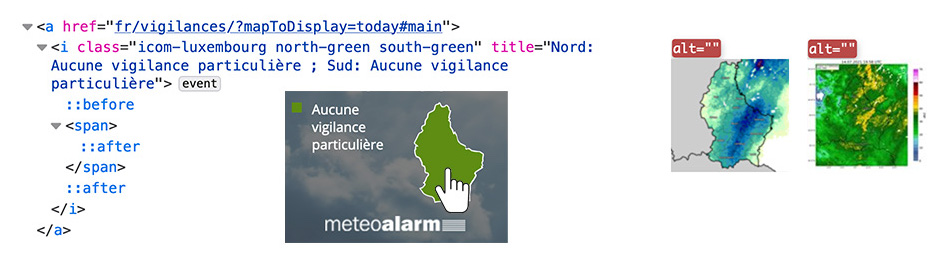 <a href="fr/vigilances/?mapToDisplay=today#main">
<i class="icom-luxembourg north-green south-green" title="Nord:
Aucune vigilance particulière ; Sud: Aucune vigilance
particulière"> event
::before
<span>
::after
</span>
::after
</i>
</a>
Aucune
vigilance
particulière
meteoalarm
alt=""
alt=""